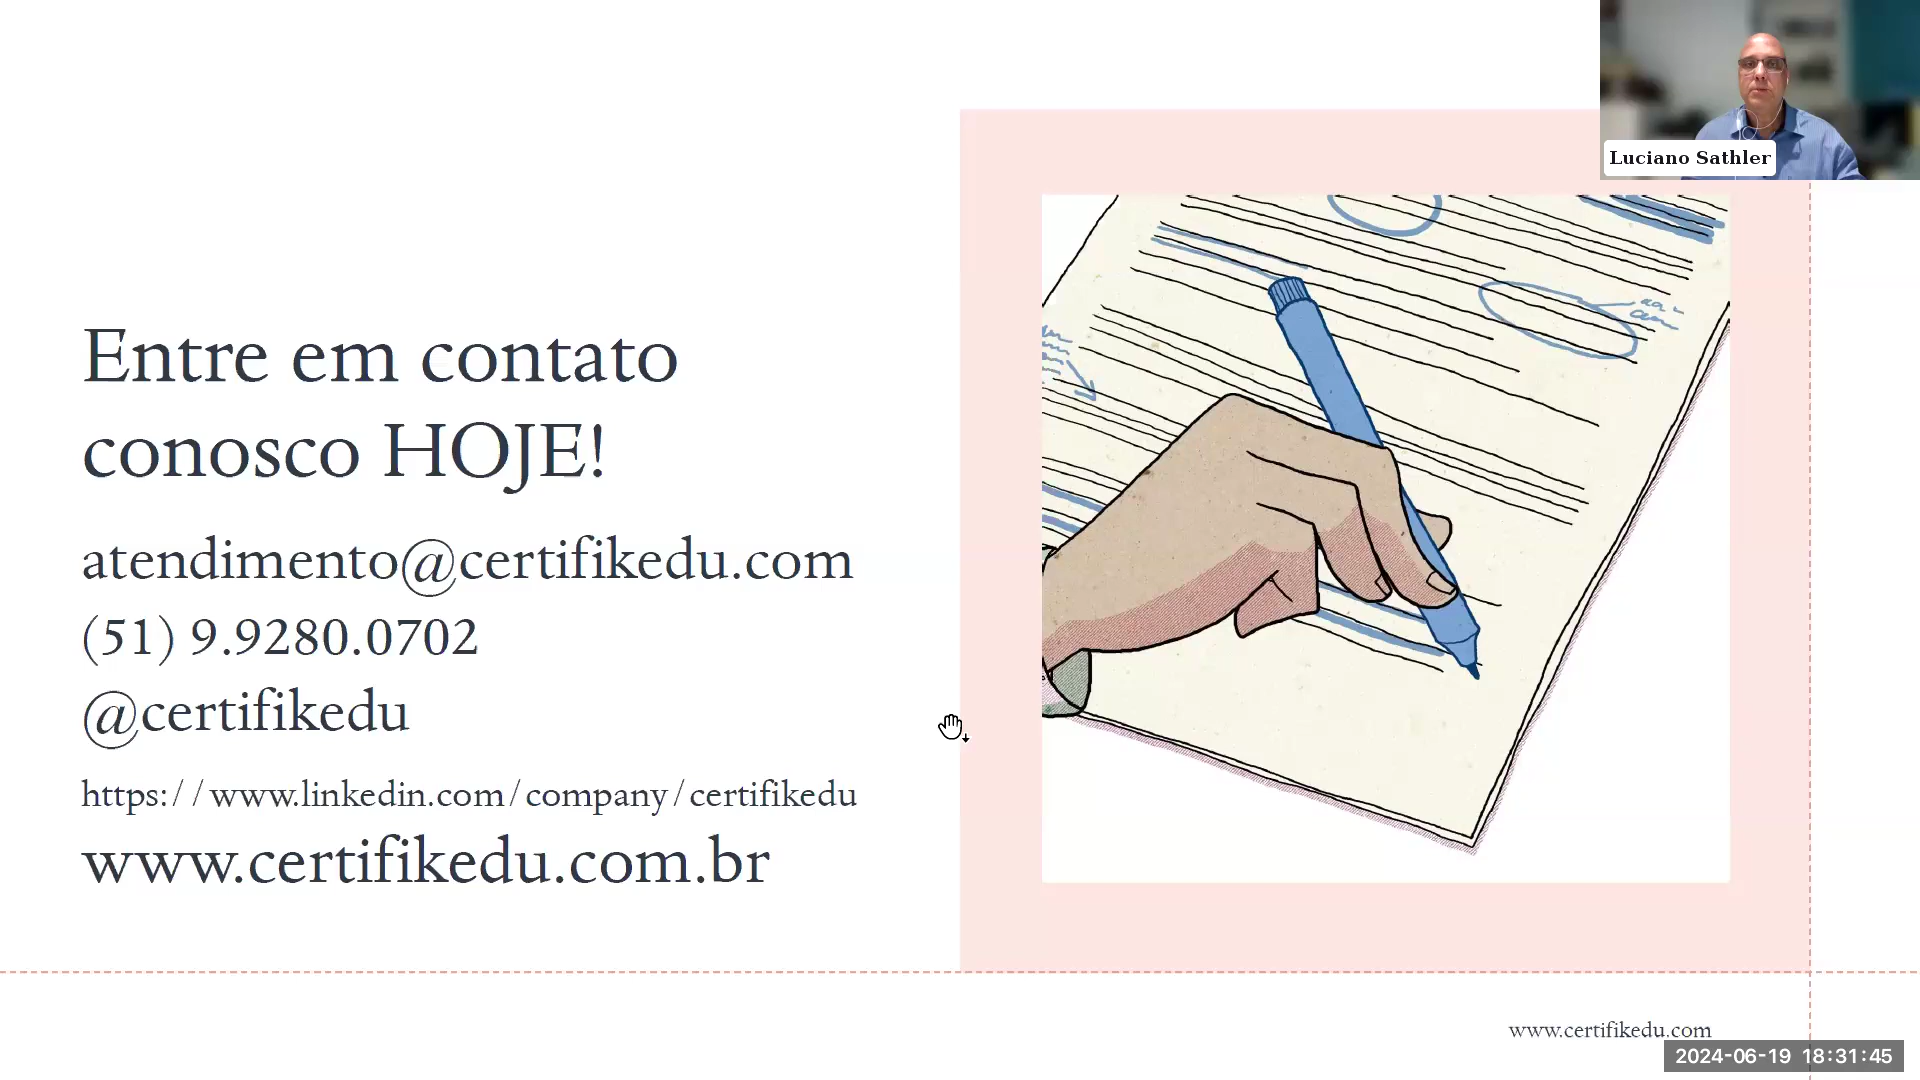 Luciano Sathler
Entre em contato
conosco HOJE!
atendimento@certifikedu.com
(51) 9.9280.0702
@certifikedu
https://www.linkedin.com/company/certifikedu
www.certifikedu.com.br
www.certifikedu.com
2024-06-19 18:31:45